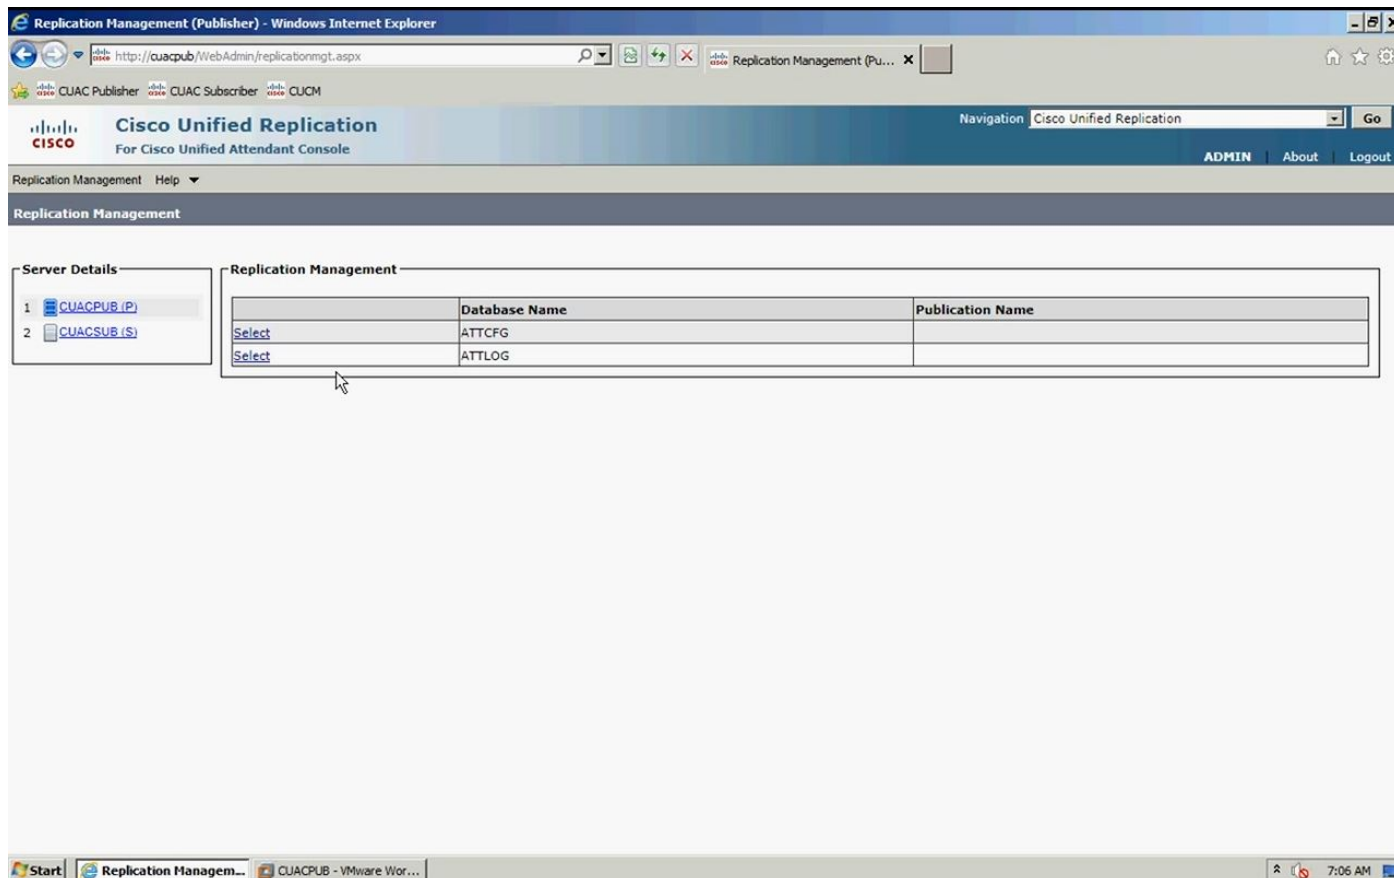 Replication Management (Publisher) - Windows Internet Explorer
http://cuacpub/WebAdmin/replicationmgt.aspx
Replication Management (Pu...
CUAC Publisher CUAC Subscriber CUCM
CISCO
Cisco Unified Replication
For Cisco Unified Attendant Console
Navigation Cisco Unified Replication Go
ADMIN About Logout
Replication Management Help
Replication Management
Server Details
1 CUACPUB (P)
2 CUACSUB (S)
Replication Management
Database Name Publication Name
Select ATTCFG
Select ATTLOG
Start Replication Managem... CUACPUB - VMware Wor... 7:06 AM